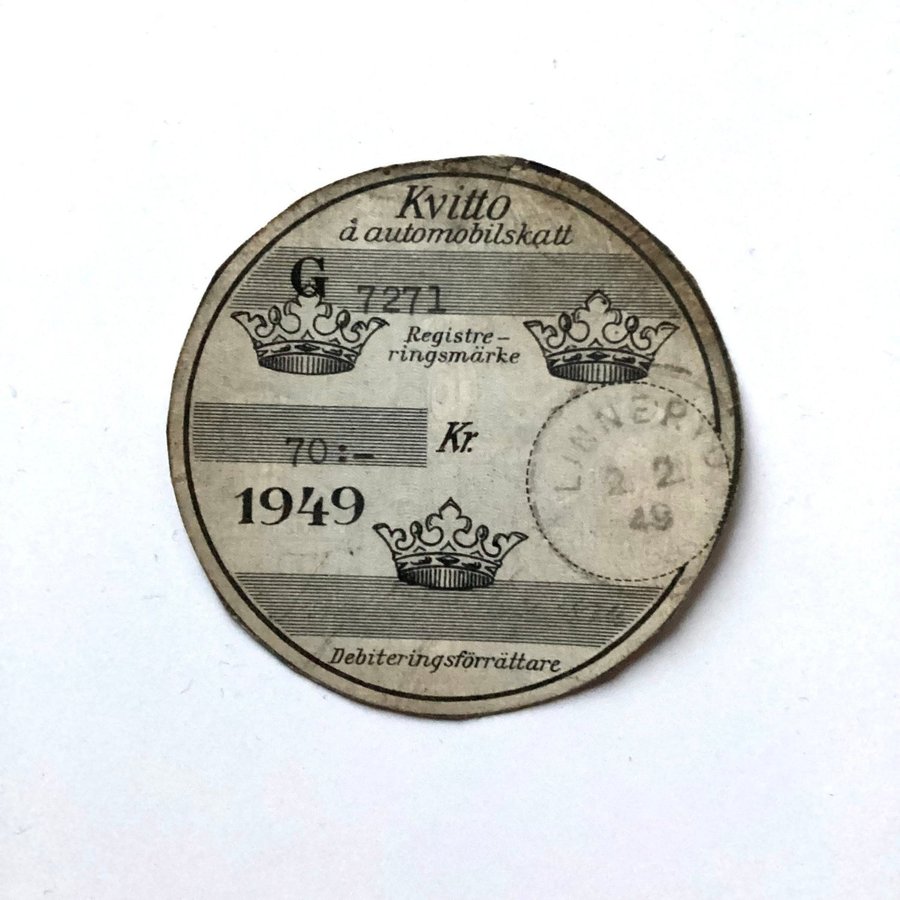 Kvitto
å automobilskatt
G 7271
Registre-
ringsmärke
70:- Kr.
1949
LINNERYD
2 2
49
Debiteringsförrättare